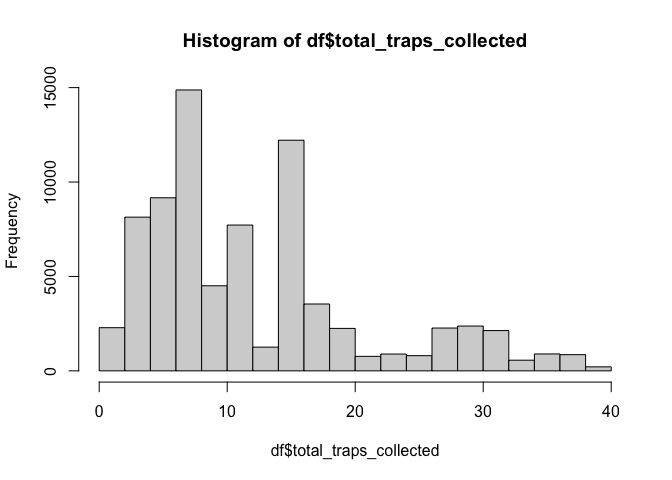 Histogram of df$total_traps_collected
Frequency
15000
10000
5000
0
0 10 20 30 40
df$total_traps_collected